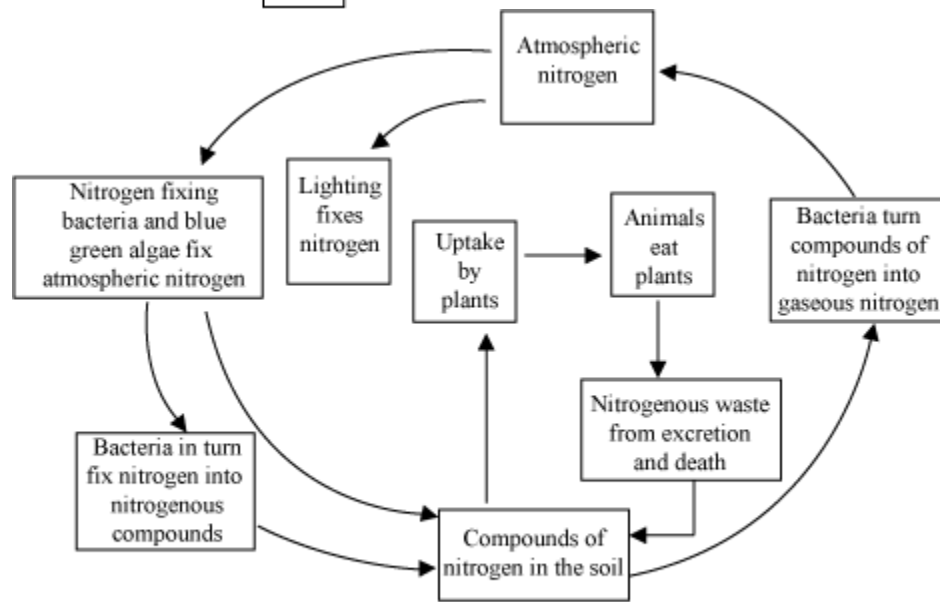 Atmospheric
nitrogen
Nitrogen fixing
bacteria and blue
green algae fix
atmospheric nitrogen
Lighting
fixes
nitrogen
Uptake
by
plants
Animals
eat
plants
Bacteria turn
compounds of
nitrogen into
gaseous nitrogen
Nitrogenous waste
from excretion
and death
Bacteria in turn
fix nitrogen into
nitrogenous
compounds
Compounds of
nitrogen in the soil